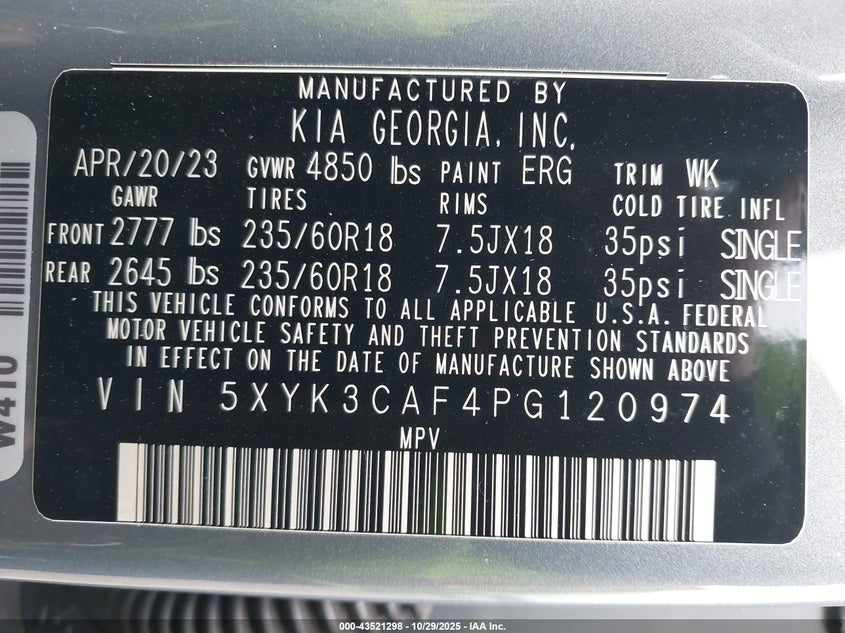 MANUFACTURED BY
KIA GEORGIA, INC.
APR/20/23 GVWR 4850 lbs PAINT ERG TRIM WK
GAWR TIRES RIMS COLD TIRE INFL
FRONT 2777 lbs 235/60R18 7.5JX18 35psi SINGLE
REAR 2645 lbs 235/60R18 7.5JX18 35psi SINGLE
THIS VEHICLE CONFORMS TO ALL APPLICABLE U.S.A. FEDERAL
MOTOR VEHICLE SAFETY AND THEFT PREVENTION STANDARDS
IN EFFECT ON THE DATE OF MANUFACTURE SHOWN ABOVE
VIN 5XYK3CAF4PG120974
MPV
W410
000-43521298 - 10/29/2025 - IAA Inc.